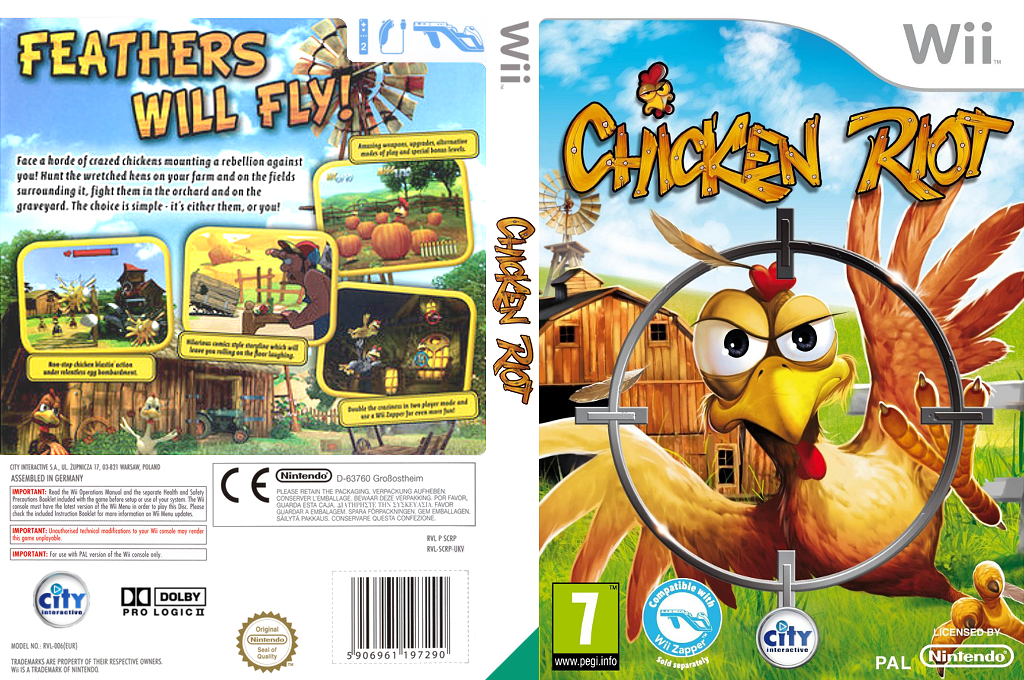 FEATHERS
WILL FLY!
2
Face a horde of crazed chickens mounting a rebellion against
you! Hunt the wretched hens on your farm and on the fields
surrounding it, fight them in the orchard and on the
graveyard. The choice is simple - it's either them, or you!
Amazing weapons, upgrades, alternative
modes of play and special bonus levels.
Non-stop chicken blastin' action
under relentless egg bombardment.
Hilarious comics style storyline which will
leave you rolling on the floor laughing.
Double the craziness in two player mode and
use a Wii Zapper for even more fun!
CITY INTERACTIVE S.A., UL. ŻUPNICZA 17, 03-821 WARSAW, POLAND
ASSEMBLED IN GERMANY
IMPORTANT: Read the Wii Operations Manual and the separate Health and Safety
Precautions Booklet included with the game before setup or use of your system. The Wii
console must have the latest version of the Wii Menu in order to play this Disc. Please
check the included Instruction Booklet for more information on Wii Menu updates.
IMPORTANT: Unauthorised technical modifications to your Wii console may render
this game unplayable.
IMPORTANT: For use with PAL version of the Wii console only.
CE
Nintendo
D-63760 Großostheim
PLEASE RETAIN THE PACKAGING. VERPACKUNG AUFHEBEN.
CONSERVER L'EMBALLAGE. BEWAAR DEZE VERPAKKING. POR FAVOR,
GUARDA ESTA CAJA. ΔΙΑΤΗΡΗΣΤΕ ΤΗΝ ΣΥΣΚΕΥΑΣΙΑ. FAVOR
GUARDAR A EMBALAGEM. SPARA FÖRPACKNINGEN. GEM EMBALLAGEN.
SÄILYTÄ PAKKAUS. CONSERVARE QUESTA CONFEZIONE.
RVL P SCRP
RVL-SCRP-UKV
city
interactive
DOLBY
PRO LOGIC II
Original
Nintendo
Seal of
Quality
TM
5 906961 197290
MODEL NO.: RVL-006(EUR)
TRADEMARKS ARE PROPERTY OF THEIR RESPECTIVE OWNERS.
Wii IS A TRADEMARK OF NINTENDO.
Wii
CHICKEN RIOT
Wii
TM
CHICKEN RIOT
7
TM
www.pegi.info
Compatible with
Wii Zapper
Sold separately
city
interactive
LICENSED BY
PAL
Nintendo